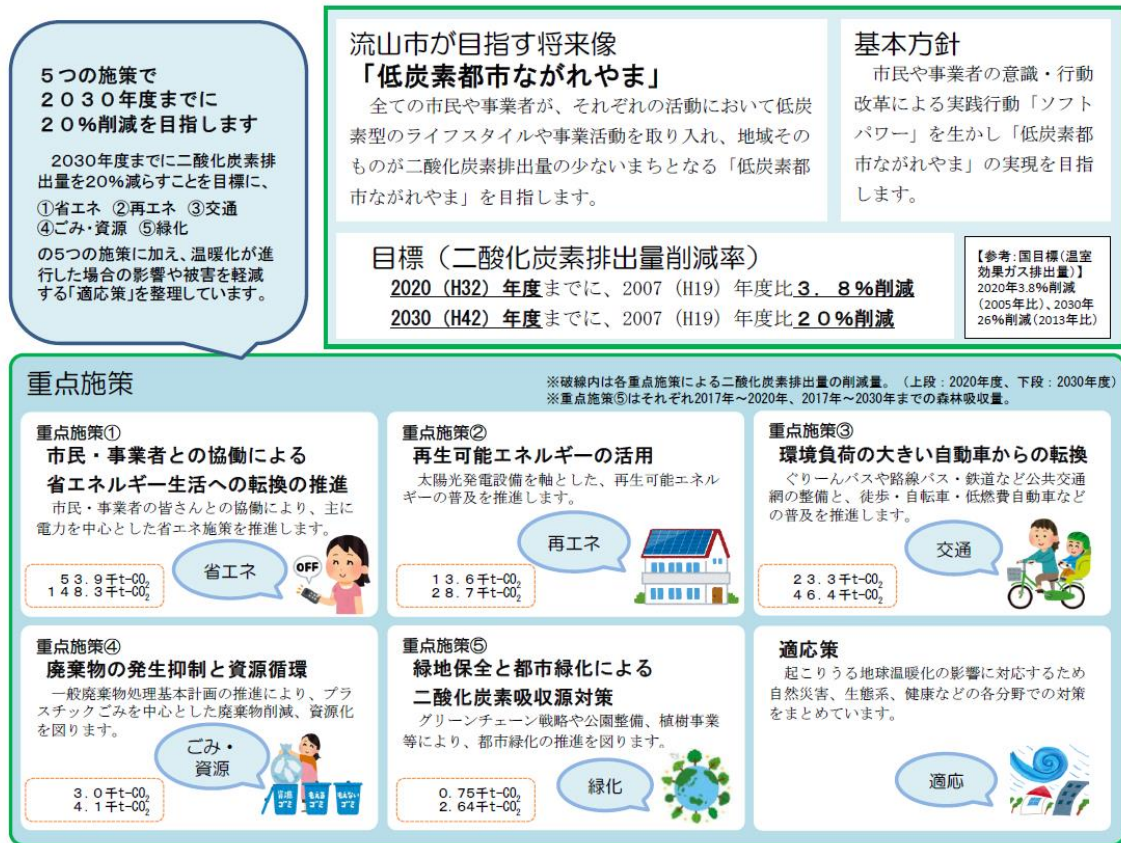 5つの施策で
2030年度までに
20%削減を目指します
2030年度までに二酸化炭素排
出量を20%減らすことを目標に、
①省エネ ②再エネ ③交通
④ごみ・資源 ⑤緑化
の5つの施策に加え、温暖化が進
行した場合の影響や被害を軽減
する「適応策」を整理しています。
流山市が目指す将来像
「低炭素都市ながれやま」
全ての市民や事業者が、それぞれの活動において低炭
素型のライフスタイルや事業活動を取り入れ、地域その
ものが二酸化炭素排出量の少ないまちとなる「低炭素都
市ながれやま」を目指します。
基本方針
市民や事業者の意識・行動
改革による実践行動「ソフト
パワー」を生かし「低炭素都
市ながれやま」の実現を目指
します。
目標(二酸化炭素排出量削減率)
2020(H32)年度までに、2007(H19)年度比3.8%削減
2030(H42)年度までに、2007(H19)年度比20%削減
【参考:国目標(温室
効果ガス排出量)】
2020年3.8%削減
(2005年比)、2030年
26%削減(2013年比)
重点施策
※破線内は各重点施策による二酸化炭素排出量の削減量。(上段:2020年度、下段:2030年度)
※重点施策⑤はそれぞれ2017年~2020年、2017年~2030年までの森林吸収量。
重点施策①
市民・事業者との協働による
省エネルギー生活への転換の推進
市民・事業者の皆さんとの協働により、主に
電力を中心とした省エネ施策を推進します。
省エネ
OFF
53.9千t-CO₂
148.3千t-CO₂
重点施策②
再生可能エネルギーの活用
太陽光発電設備を軸とした、再生可能エネル
ギーの普及を推進します。
再エネ
13.6千t-CO₂
28.7千t-CO₂
重点施策③
環境負荷の大きい自動車からの転換
ぐりーんバスや路線バス・鉄道など公共交通
網の整備と、徒歩・自転車・低燃費自動車など
の普及を推進します。
交通
23.3千t-CO₂
46.4千t-CO₂
重点施策④
廃棄物の発生抑制と資源循環
一般廃棄物処理基本計画の推進により、プラ
スチックごみを中心とした廃棄物削減、資源化
を図ります。
ごみ・
資源
3.0千t-CO₂
4.1千t-CO₂
資源
ゴミ
もえる
ゴミ
もえない
ゴミ
重点施策⑤
緑地保全と都市緑化による
二酸化炭素吸収源対策
グリーンチェーン戦略や公園整備、植樹事業
等により、都市緑化の推進を図ります。
緑化
0.75千t-CO₂
2.64千t-CO₂
適応策
起こりうる地球温暖化の影響に対応するため
自然災害、生態系、健康などの各分野での対策
をまとめています。
適応